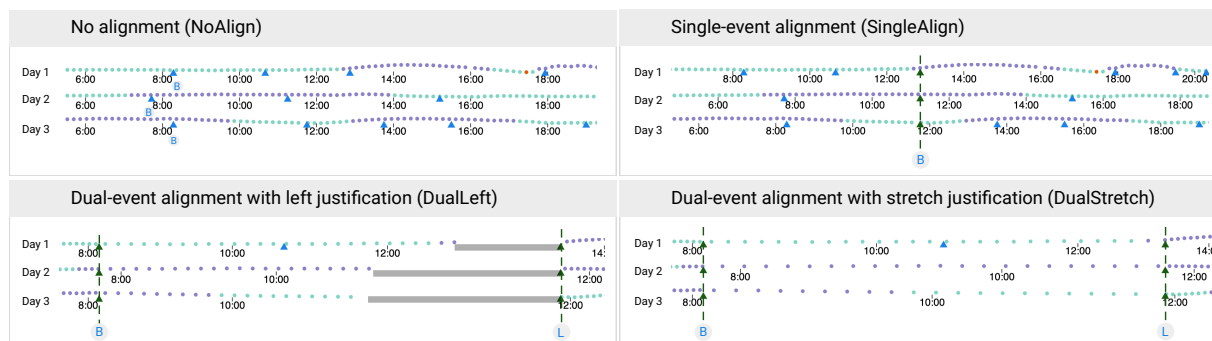 No alignment (NoAlign)
Day 1
6:00 8:00 10:00 12:00 14:00 16:00 18:00
B
Day 2
6:00 8:00 10:00 12:00 14:00 16:00 18:00
B
Day 3
6:00 8:00 10:00 12:00 14:00 16:00 18:00
B
Single-event alignment (SingleAlign)
Day 1
8:00 10:00 12:00 14:00 16:00 18:00 20:00
Day 2
6:00 8:00 10:00 12:00 14:00 16:00 18:00
Day 3
6:00 8:00 10:00 12:00 14:00 16:00 18:00
B
Dual-event alignment with left justification (DualLeft)
Day 1
8:00 10:00 12:00 14:
Day 2
8:00 10:00
Day 3
8:00 10:00 12:00
B L
Dual-event alignment with stretch justification (DualStretch)
Day 1
8:00 10:00 12:00 14:0
Day 2
8:00 10:00 12:00
Day 3
8:00 10:00 12:00
B L